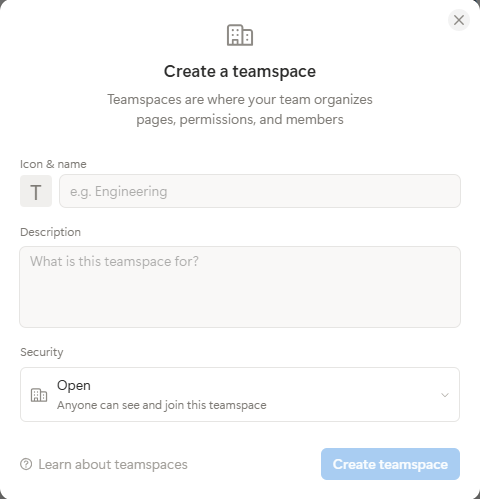 Create a teamspace
Teamspaces are where your team organizes
pages, permissions, and members
Icon & name
T
e.g. Engineering
Description
What is this teamspace for?
Security
Open
Anyone can see and join this teamspace
Learn about teamspaces
Create teamspace